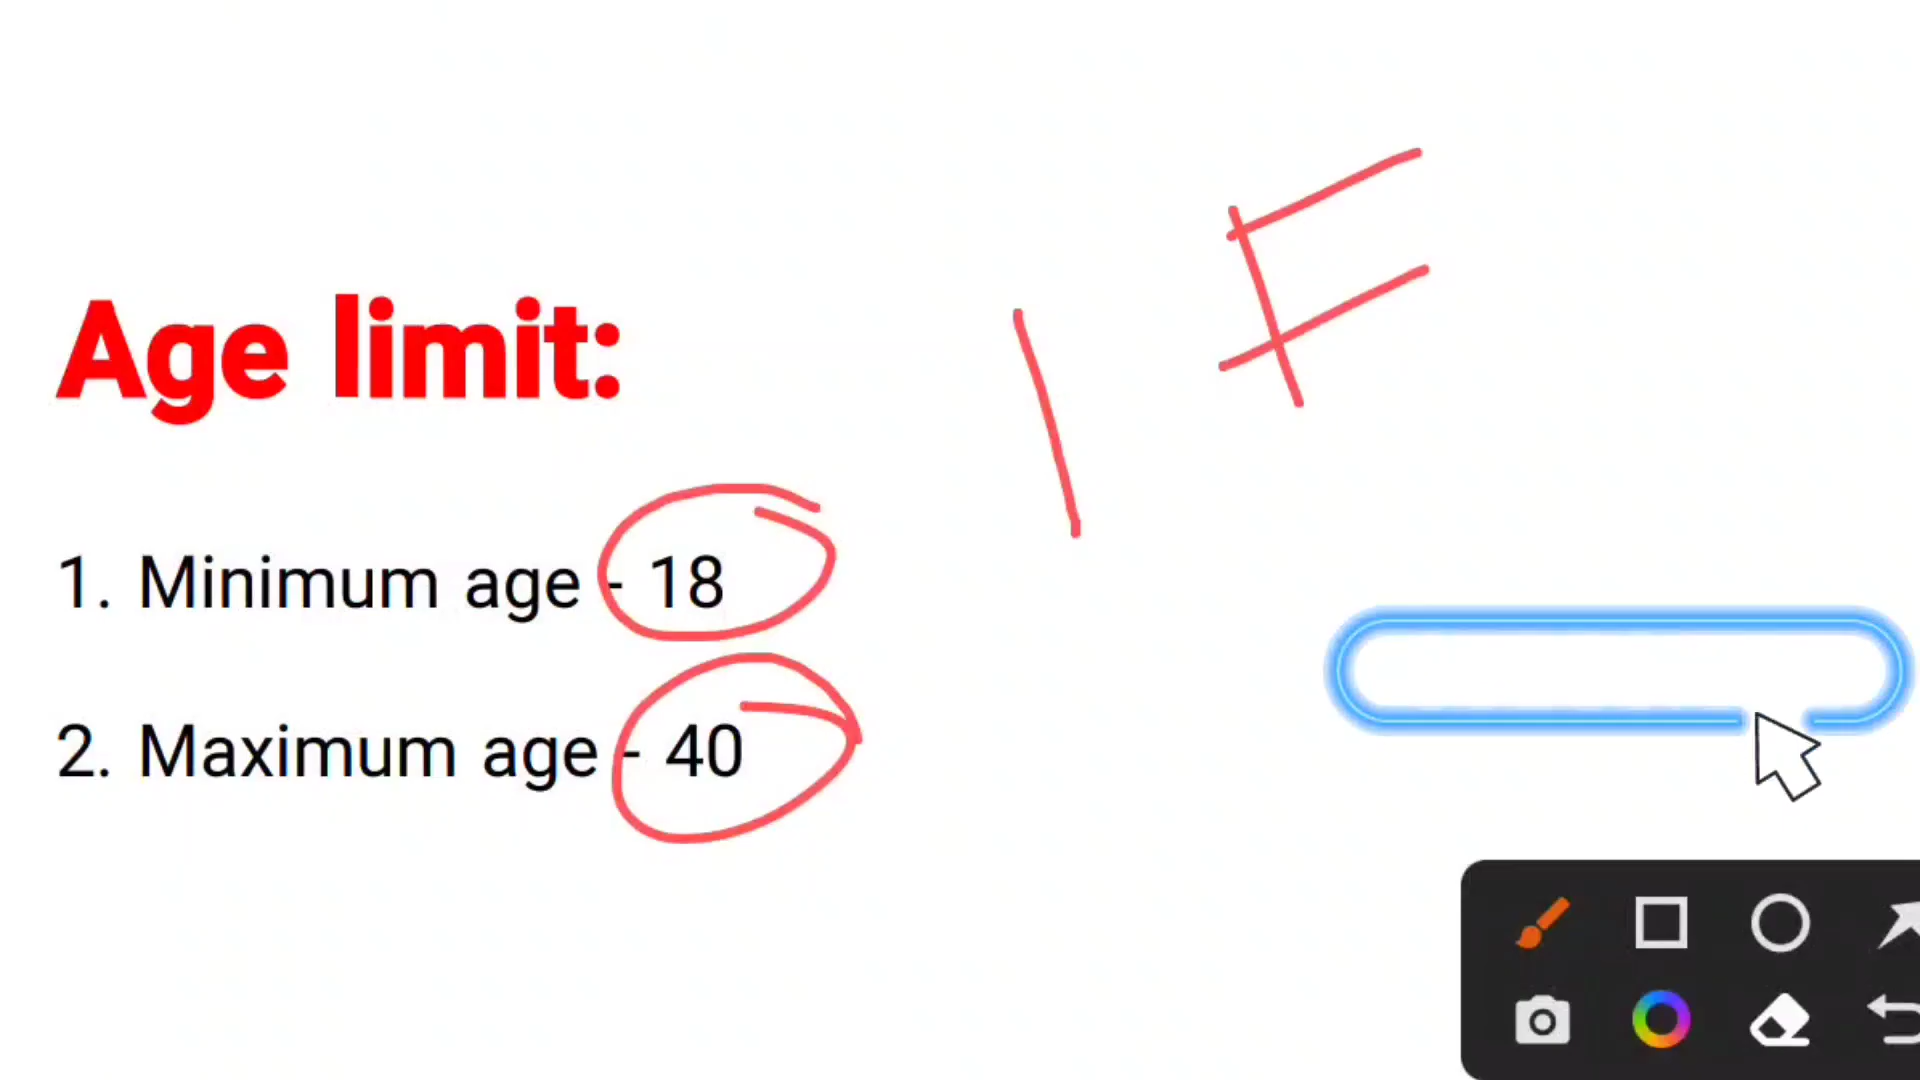 Age limit:
1. Minimum age - 18
2. Maximum age - 40